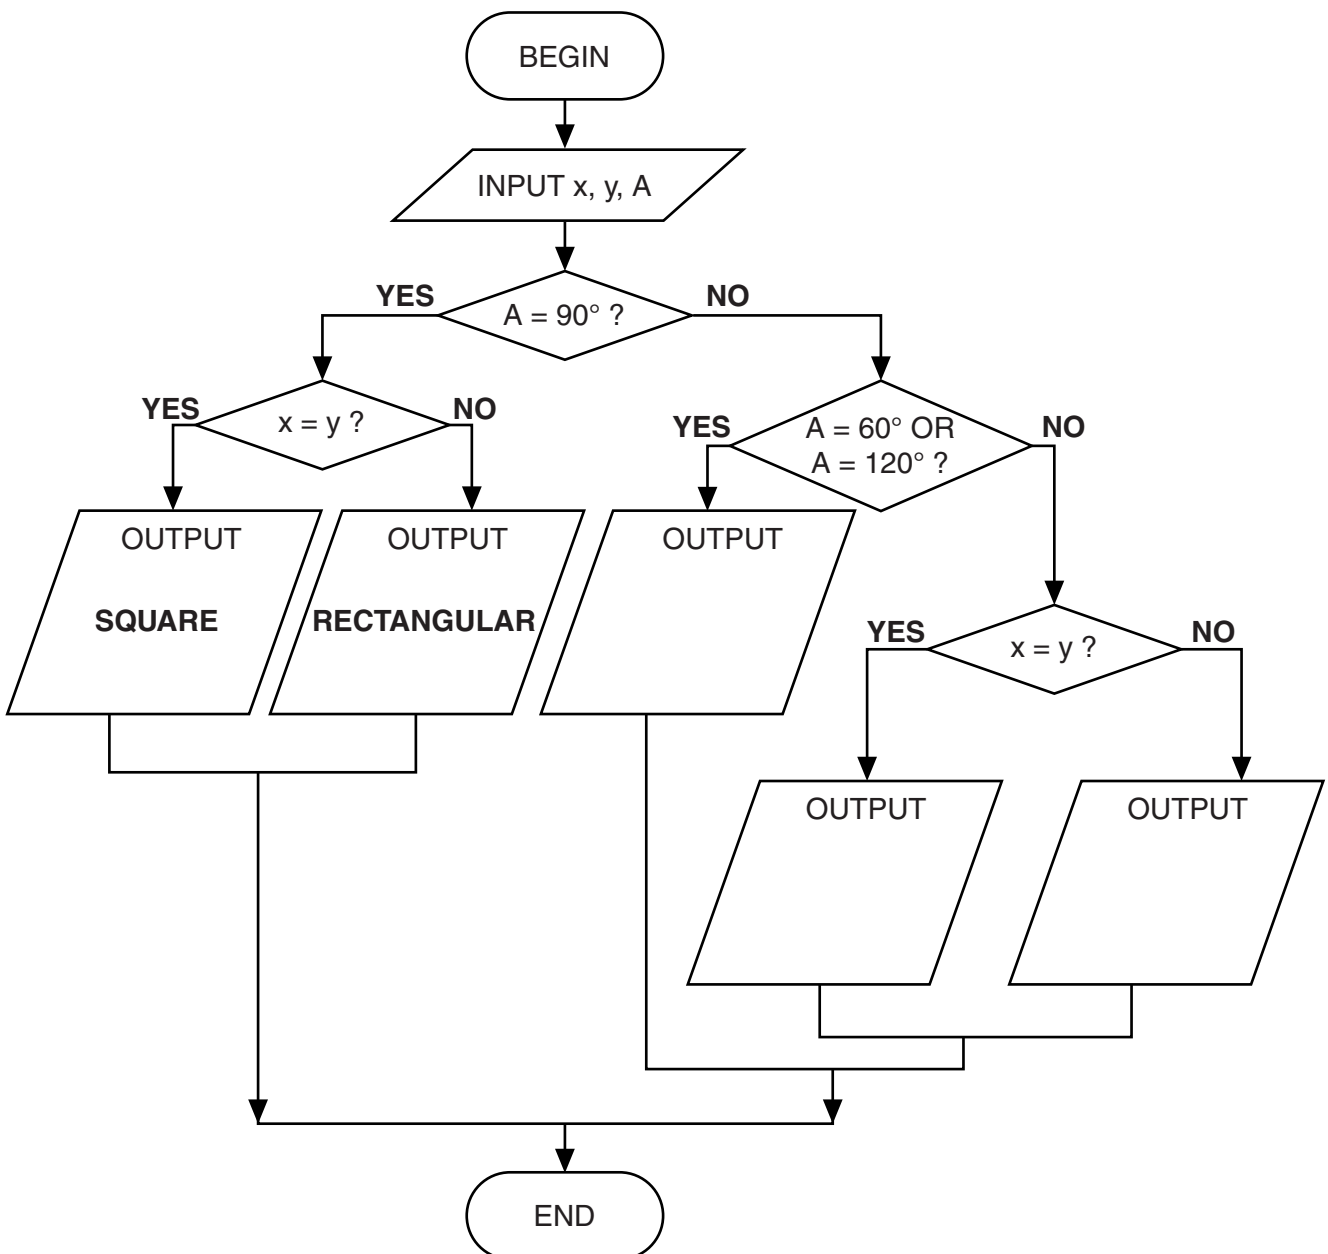 BEGIN
INPUT x, y, A
YES
A = 90° ?
NO
YES
x = y ?
NO
YES
A = 60° OR
A = 120° ?
NO
OUTPUT
SQUARE
OUTPUT
RECTANGULAR
OUTPUT
YES
x = y ?
NO
OUTPUT
OUTPUT
END